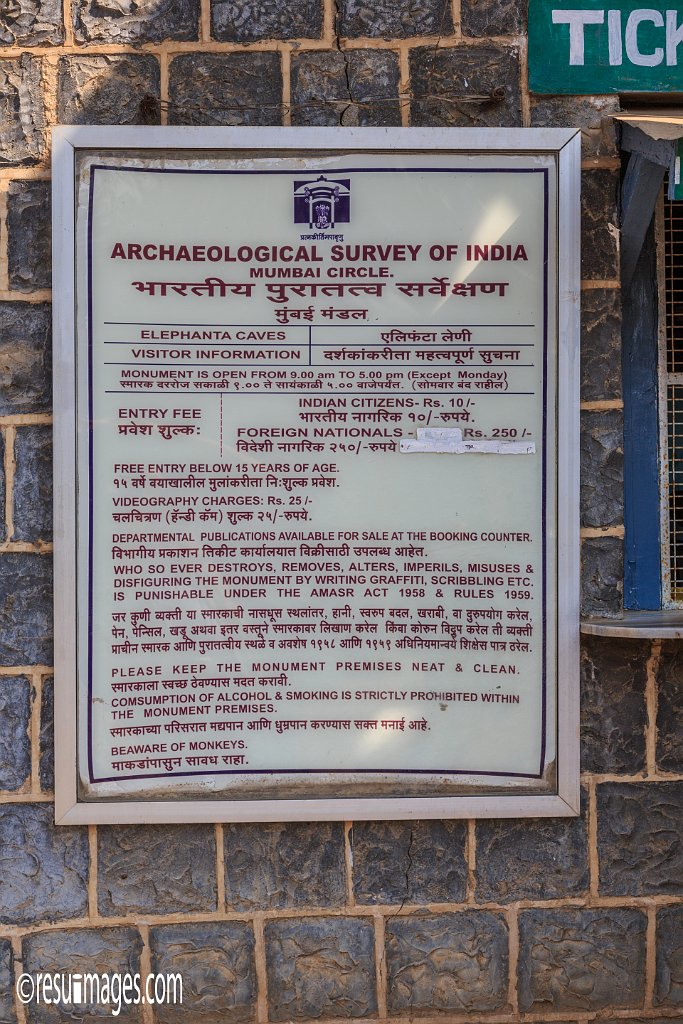 TICK
प्रत्नकीर्तिमपावृणु
ARCHAEOLOGICAL SURVEY OF INDIA
MUMBAI CIRCLE.
भारतीय पुरातत्व सर्वेक्षण
मुंबई मंडल
ELEPHANTA CAVES एलिफंटा लेणी
VISITOR INFORMATION दर्शकांकरीता महत्वपूर्ण सुचना
MONUMENT IS OPEN FROM 9.00 am TO 5.00 pm (Except Monday)
स्मारक दररोज सकाळी ९.०० ते सायंकाळी ५.०० वाजेपर्यंत. (सोमवार बंद राहील)
ENTRY FEE
प्रवेश शुल्क:
INDIAN CITIZENS- Rs. 10/-
भारतीय नागरिक १०/-रुपये.
FOREIGN NATIONALS - Rs. 250 /-
विदेशी नागरिक २५०/-रुपये
FREE ENTRY BELOW 15 YEARS OF AGE.
१५ वर्षे वयाखालील मुलांकरीता नि:शुल्क प्रवेश.
VIDEOGRAPHY CHARGES: Rs. 25 /-
चलचित्रण (हॅन्डी कॅम) शुल्क २५/-रुपये.
DEPARTMENTAL PUBLICATIONS AVAILABLE FOR SALE AT THE BOOKING COUNTER.
विभागीय प्रकाशन तिकीट कार्यालयात विक्रीसाठी उपलब्ध आहेत.
WHO SO EVER DESTROYS, REMOVES, ALTERS, IMPERILS, MISUSES &
DISFIGURING THE MONUMENT BY WRITING GRAFFITI, SCRIBBLING ETC.
IS PUNISHABLE UNDER THE AMASR ACT 1958 & RULES 1959.
जर कुणी व्यक्ती या स्मारकाची नासधूस स्थलांतर, हानी, स्वरुप बदल, खराबी, वा दुरुपयोग करेल,
पेन, पेन्सिल, खडू अथवा इतर वस्तूने स्मारकावर लिखाण करेल किंवा कोरुन विद्रुप करेल ती व्यक्ती
प्राचीन स्मारक आणि पुरातत्वीय स्थळे व अवशेष १९५८ आणि १९५९ अधिनियमान्वये शिक्षेस पात्र ठरेल.
PLEASE KEEP THE MONUMENT PREMISES NEAT & CLEAN.
स्मारकाला स्वच्छ ठेवण्यास मदत करावी.
COMSUMPTION OF ALCOHOL & SMOKING IS STRICTLY PROHIBITED WITHIN
THE MONUMENT PREMISES.
स्मारकाच्या परिसरात मद्यपान आणि धुम्रपान करण्यास सक्त मनाई आहे.
BEAWARE OF MONKEYS.
माकडांपासुन सावध राहा.
©resuimages.com